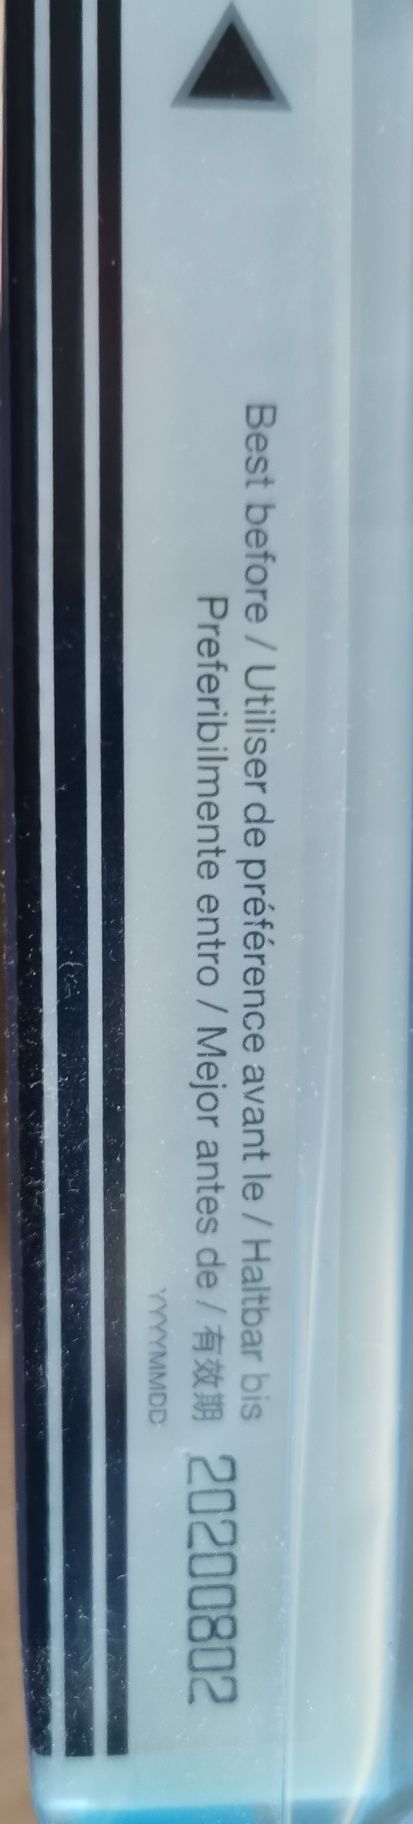 Best before / Utiliser de préférence avant le / Haltbar bis
Preferibilmente entro / Mejor antes de / 有效期 20200802
YYYYMMDD